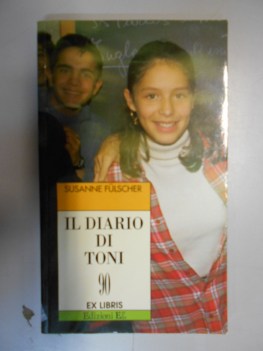 SUSANNE FÜLSCHER
IL DIARIO
DI
TONI
90
EX LIBRIS
Edizioni EL